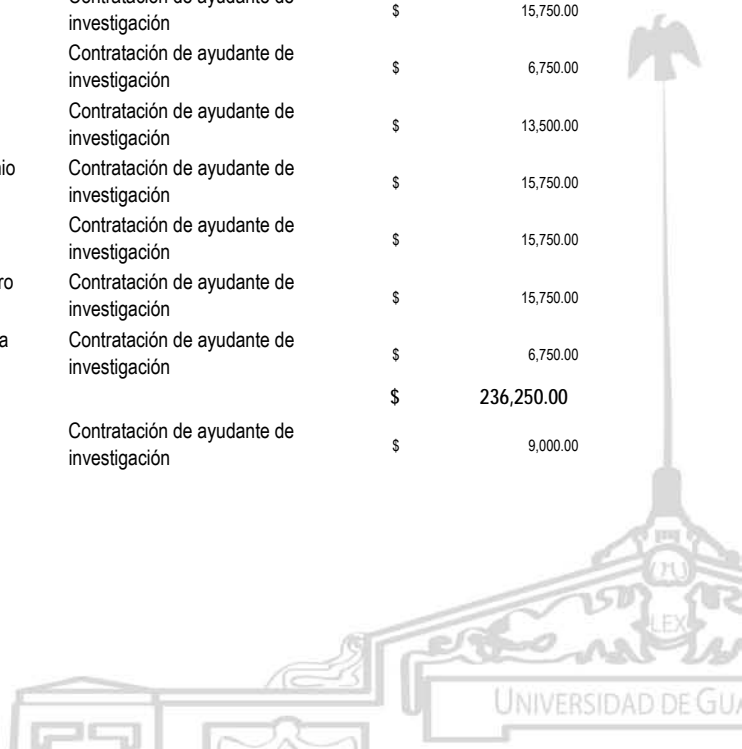 investigación $ 15,750.00
Contratación de ayudante de
investigación $ 6,750.00
Contratación de ayudante de
investigación $ 13,500.00
Contratación de ayudante de
investigación $ 15,750.00
Contratación de ayudante de
investigación $ 15,750.00
ro Contratación de ayudante de
investigación $ 15,750.00
a Contratación de ayudante de
investigación $ 6,750.00
$ 236,250.00
Contratación de ayudante de
investigación $ 9,000.00
LEX
UNIVERSIDAD DE GUA